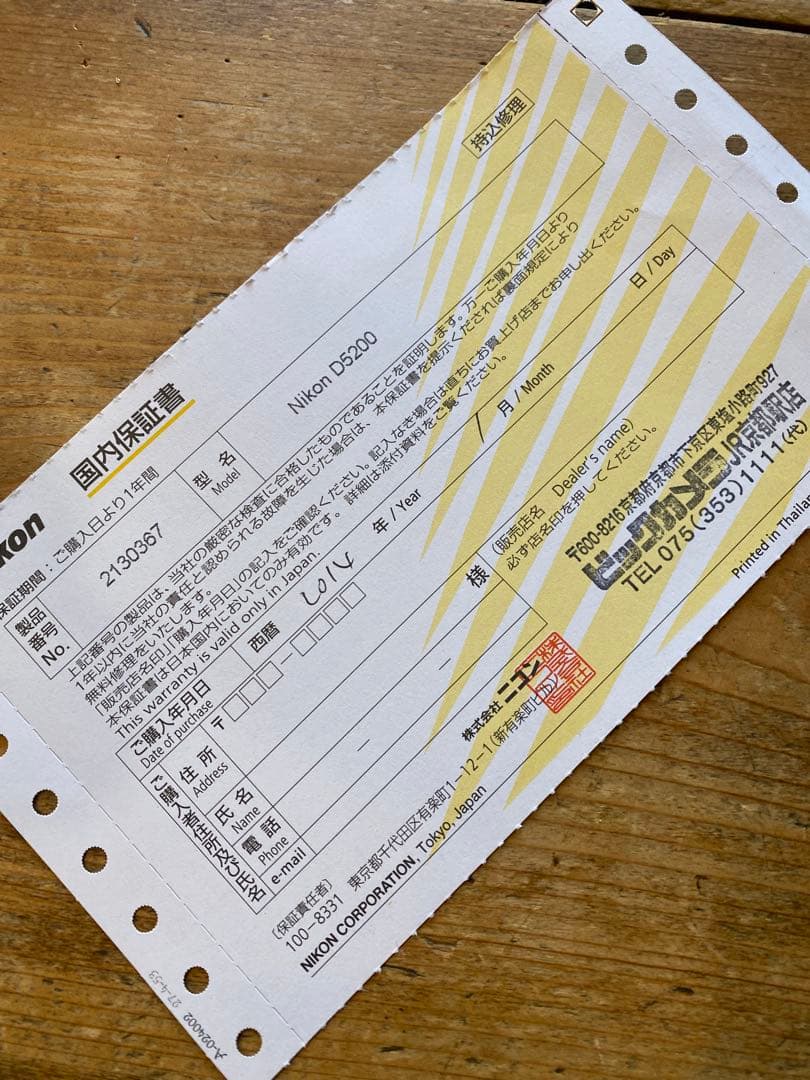 持込修理
kon
国内保証書
保証期間：ご購入日より1年間
製品番号 No.
2130367
型名 Model
Nikon D5200
上記番号の製品は、当社の厳密な検査に合格したものであることを証明します。万一ご購入年月日より
1年以内に当社の責任と認められる故障を生じた場合は、本保証書を提示くだされば裏面規定により
無料修理をいたします。
「販売店名印」「購入年月日」の記入をご確認ください。記入なき場合は直ちにお買上げ店までお申し出ください。
本保証書は日本国内においてのみ有効です。詳細は添付資料をご覧ください。
This warranty is valid only in Japan.
ご購入年月日 Date of purchase
西暦 2014 年 / Year 1 月 / Month 日 / Day
ご購入者住所及び氏名
住所 Address
〒
氏名 Name
様
電話 Phone
e-mail
(販売店名 Dealer's name)
必ず店名印を押してください。
〒600-8216 京都府京都市下京区東塩小路町927
ビックカメラJR京都駅店
TEL 075(353)1111(代)
〔保証責任者〕
株式会社 ニコン
100-8331 東京都千代田区有楽町1-12-1(新有楽町ビル)
NIKON CORPORATION, Tokyo, Japan
Printed in Thailand
A-024002 27-4-59